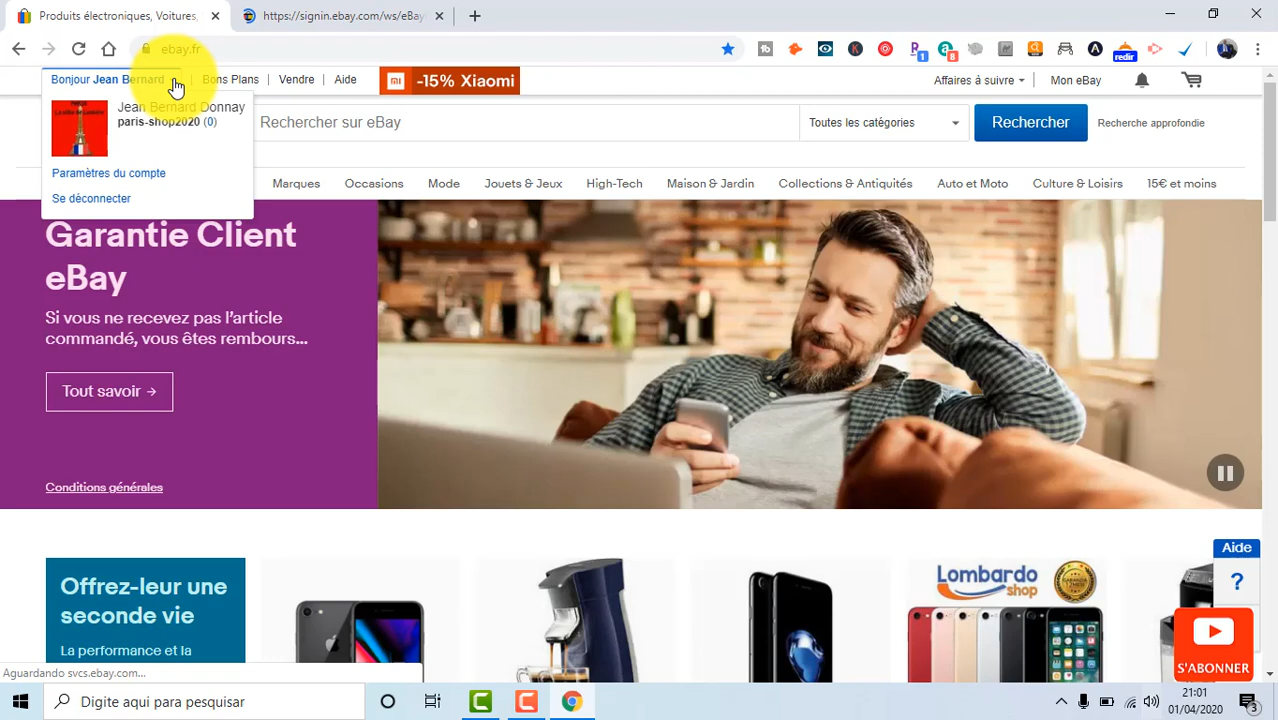 Produits électroniques, Voitures,
https://signin.ebay.com/ws/eBay
ebay.fr
1
8
redir
Bonjour Jean Bernard
Bons Plans
Vendre
Aide
-15% Xiaomi
Affaires à suivre
Mon eBay
Jean Bernard Donnay
paris-shop2020 (0)
Paramètres du compte
Se déconnecter
Rechercher sur eBay
Toutes les catégories
Rechercher
Recherche approfondie
Marques
Occasions
Mode
Jouets & Jeux
High-Tech
Maison & Jardin
Collections & Antiquités
Auto et Moto
Culture & Loisirs
15€ et moins
Garantie Client
eBay
Si vous ne recevez pas l'article
commandé, vous êtes rembours...
Tout savoir →
Conditions générales
Aide
?
Offrez-leur une
seconde vie
La performance et la
Lombardo
shop
S'ABONNER
Aguardando svcs.ebay.com...
Digite aqui para pesquisar
21:01
01/04/2020
3